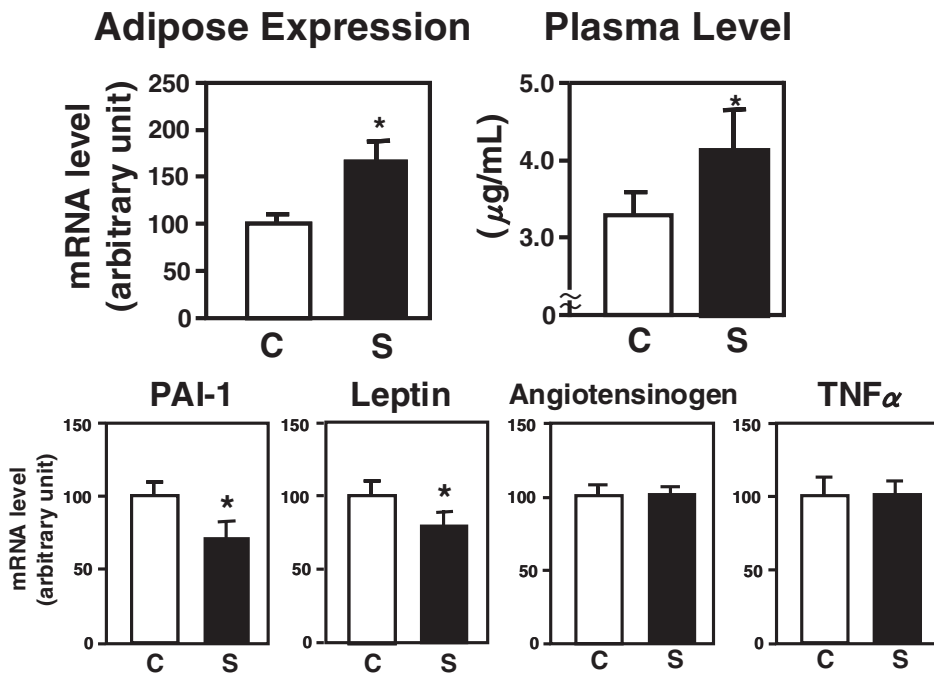 Adipose Expression
Plasma Level
mRNA level
(arbitrary unit)
250
200
150
100
50
0
*
C
S
(μg/mL)
5.0
4.0
3.0
0
*
C
S
PAI-1
Leptin
Angiotensinogen
TNFα
mRNA level
(arbitrary unit)
150
100
50
0
*
C
S
150
100
50
0
*
C
S
150
100
50
0
C
S
150
100
50
0
C
S